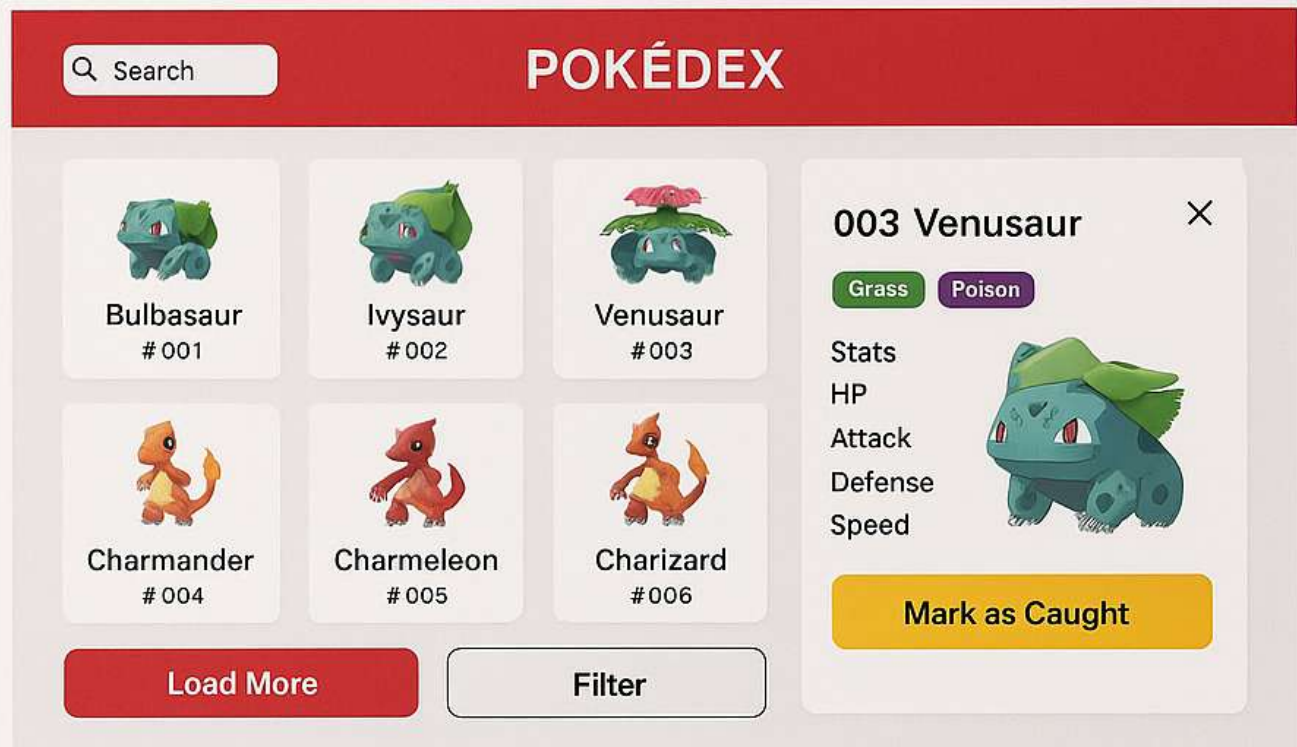 Search
POKÉDEX
Bulbasaur
#001
Ivysaur
#002
Venusaur
#003
Charmander
#004
Charmeleon
#005
Charizard
#006
Load More
Filter
003 Venusaur
Grass
Poison
Stats
HP
Attack
Defense
Speed
Mark as Caught